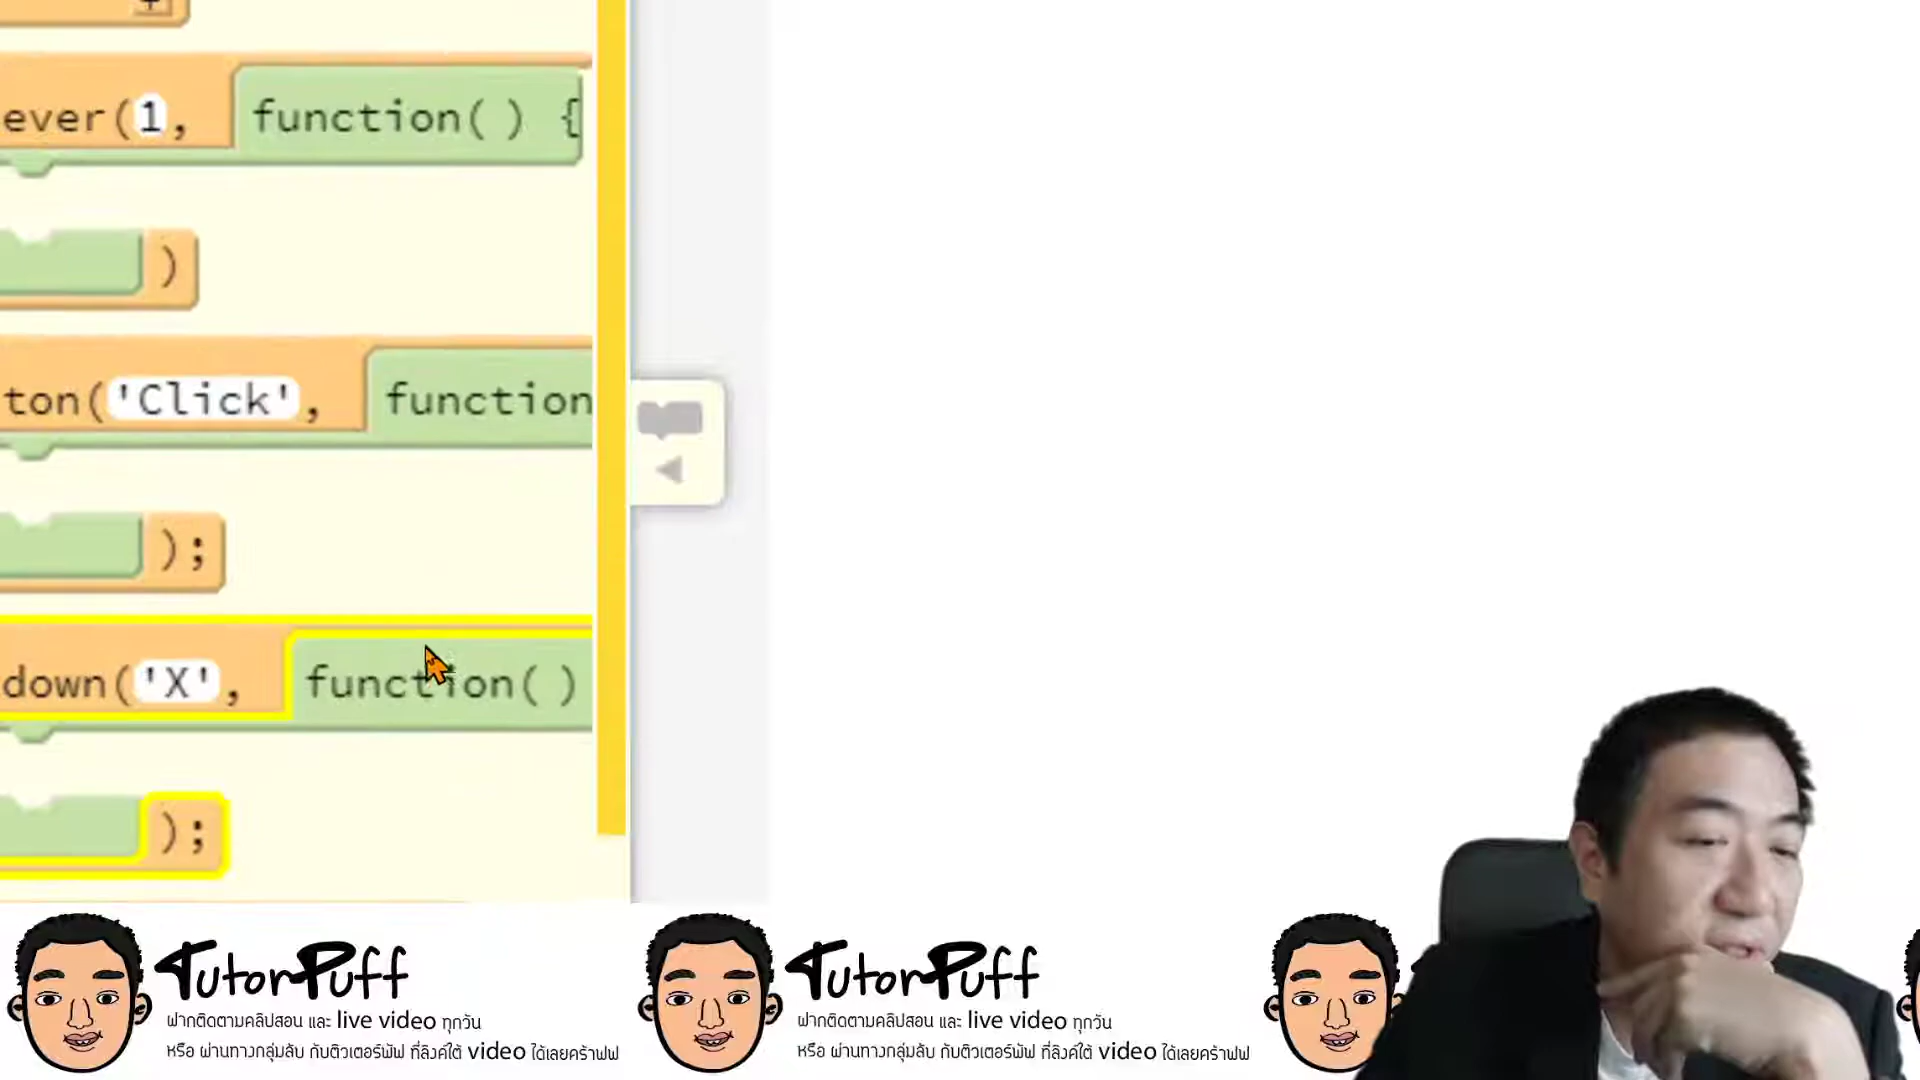 ever(1, function() {
)
ton('Click', function
);
down('X', function()
);
TutorPuff
ฝากติดตามคลิปสอน และ live video ทุกวัน
หรือ ผ่านทางกลุ่มลับ กับติวเตอร์พัฟ ที่ลิงค์ใต้ video ได้เลยคร้าฟฟ
TutorPuff
ฝากติดตามคลิปสอน และ live video ทุกวัน
หรือ ผ่านทางกลุ่มลับ กับติวเตอร์พัฟ ที่ลิงค์ใต้ video ได้เลยคร้าฟฟ